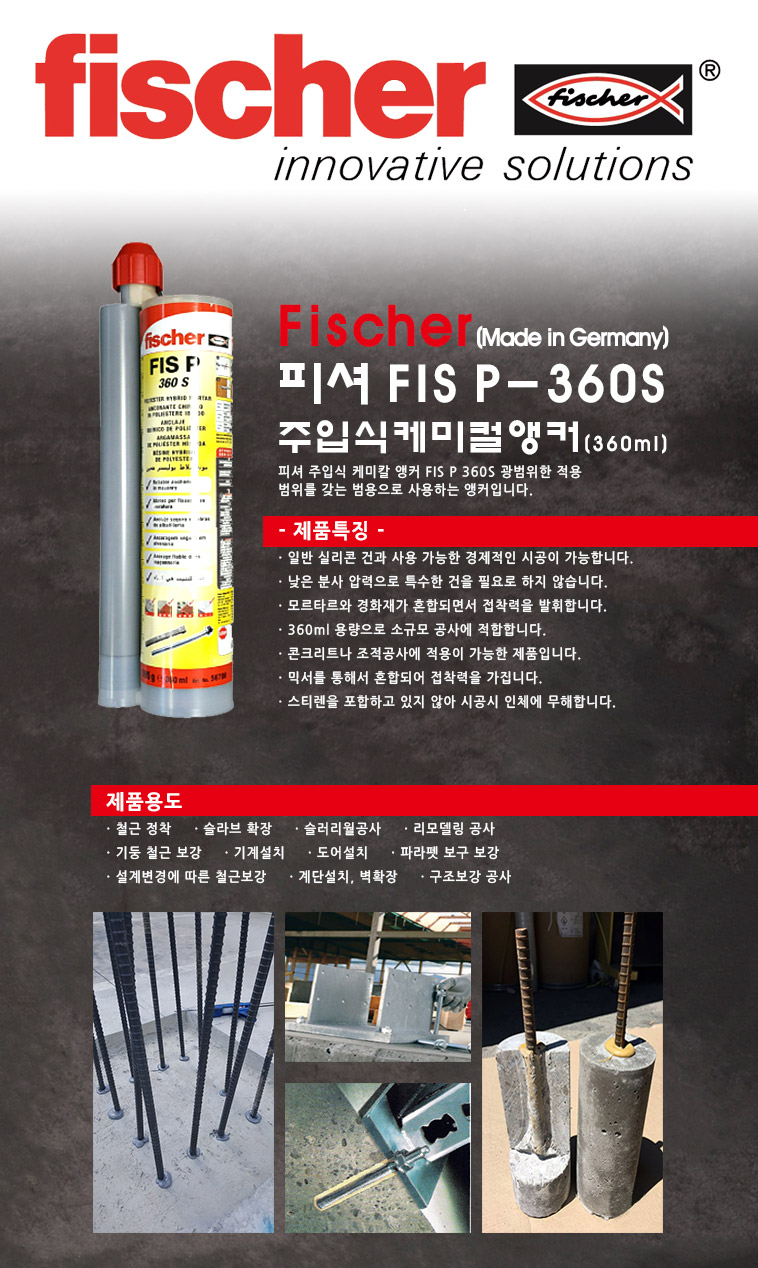 fischer
fischer ®
innovative solutions
fischer
FIS P
360 S
Fischer (Made in Germany)
피셔 FIS P-360S
주입식케미컬앵커(360ml)
피셔 주입식 케미칼 앵커 FIS P 360S 광범위한 적용
범위를 갖는 범용으로 사용하는 앵커입니다.
- 제품특징 -
· 일반 실리콘 건과 사용 가능한 경제적인 시공이 가능합니다.
· 낮은 분사 압력으로 특수한 건을 필요로 하지 않습니다.
· 모르타르와 경화재가 혼합되면서 접착력을 발휘합니다.
· 360ml 용량으로 소규모 공사에 적합합니다.
· 콘크리트나 조적공사에 적용이 가능한 제품입니다.
· 믹서를 통해서 혼합되어 접착력을 가집니다.
· 스티렌을 포함하고 있지 않아 시공시 인체에 무해합니다.
제품용도
· 철근 정착 · 슬라브 확장 · 슬러리월공사 · 리모델링 공사
· 기둥 철근 보강 · 기계설치 · 도어설치 · 파라펫 보구 보강
· 설계변경에 따른 철근보강 · 계단설치, 벽확장 · 구조보강 공사